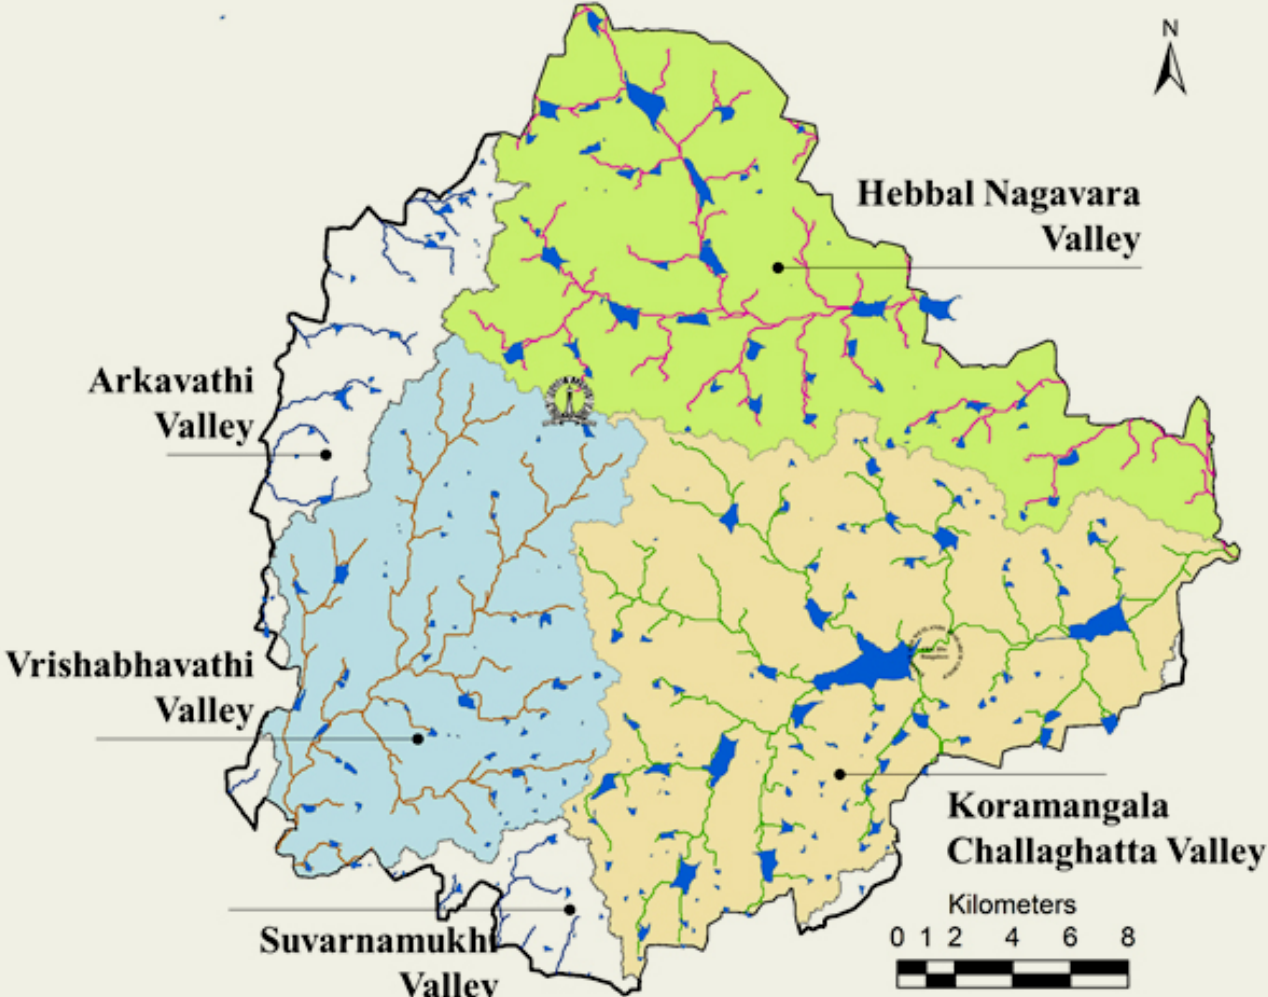 N
Hebbal Nagavara
Valley
Arkavathi
Valley
Vrishabhavathi
Valley
Koramangala
Challaghatta Valley
Kilometers
0 1 2 4 6 8
Suvarnamukhi
Valley